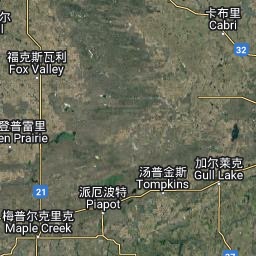 尔
l
卡布里
Cabri
32
福克斯瓦利
Fox Valley
登普雷里
en Prairie
汤普金斯
Tompkins
加尔莱克
Gull Lake
21
派厄波特
Piapot
梅普尔克里克
Maple Creek
37